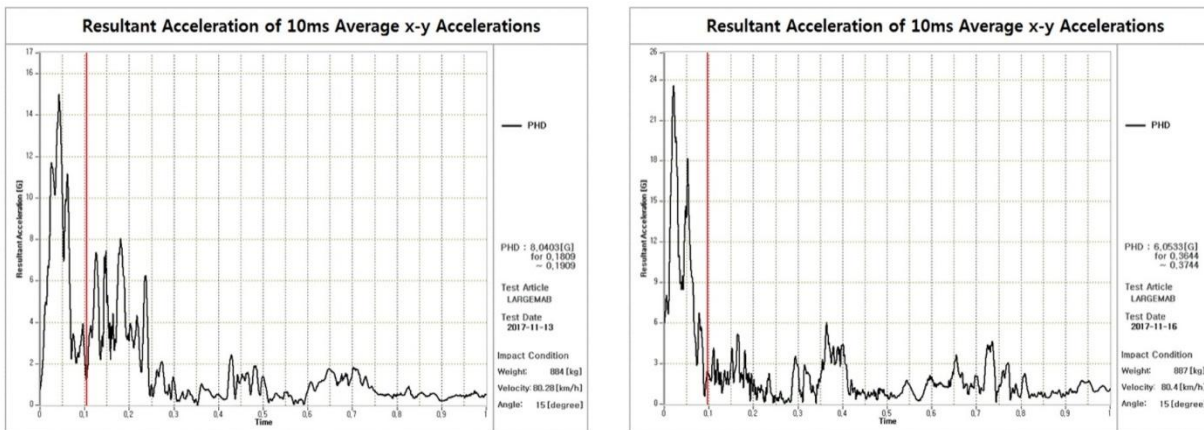 Resultant Acceleration of 10ms Average x-y Accelerations
17
16
14
12
10
8
6
4
2
0
Resultant Acceleration [G]
0
0,1
0,2
0,3
0,4
0,5
0,6
0,7
0,8
0,9
1
Time
PHD
PHD : 8,0403[G]
for 0,1809
~ 0,1909
Test Article
LARGEMAB
Test Date
2017-11-13
Impact Condition
Weight: 884 [kg]
Velocity: 80.28 [km/h]
Angle: 15 [degree]
Resultant Acceleration of 10ms Average x-y Accelerations
26
24
21
18
15
12
9
6
3
0
Resultant Acceleration [G]
0
0,1
0,2
0,3
0,4
0,5
0,6
0,7
0,8
0,9
1
Time
PHD
PHD : 6,0533[G]
for 0,3644
~ 0,3744
Test Article
LARGEMAB
Test Date
2017-11-16
Impact Condition
Weight: 887 [kg]
Velocity: 80.4 [km/h]
Angle: 15 [degree]